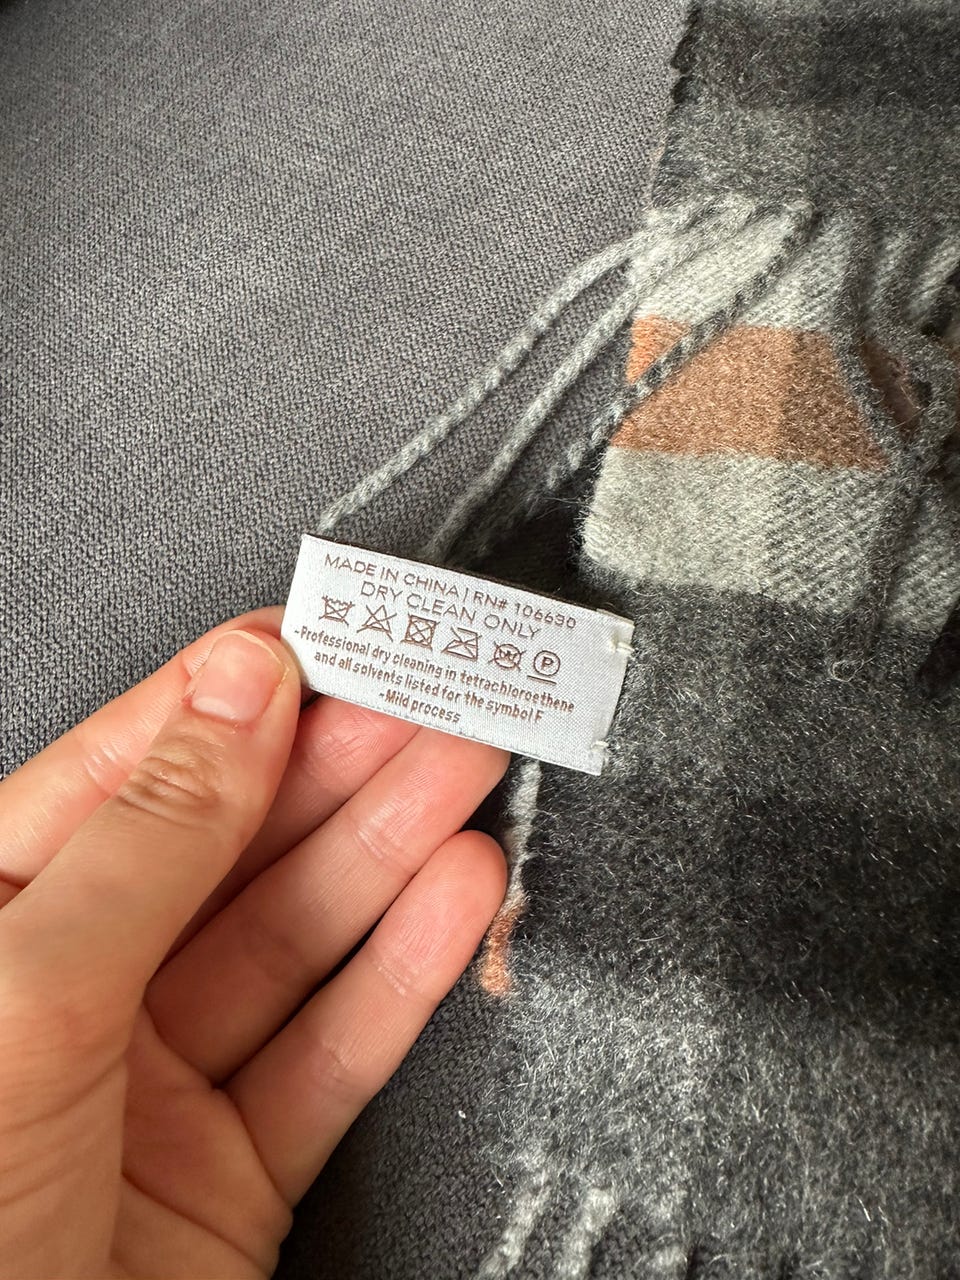 MADE IN CHINA | RN# 106630
DRY CLEAN ONLY
W P
-Professional dry cleaning in tetrachloroethene
and all solvents listed for the symbol F
-Mild process